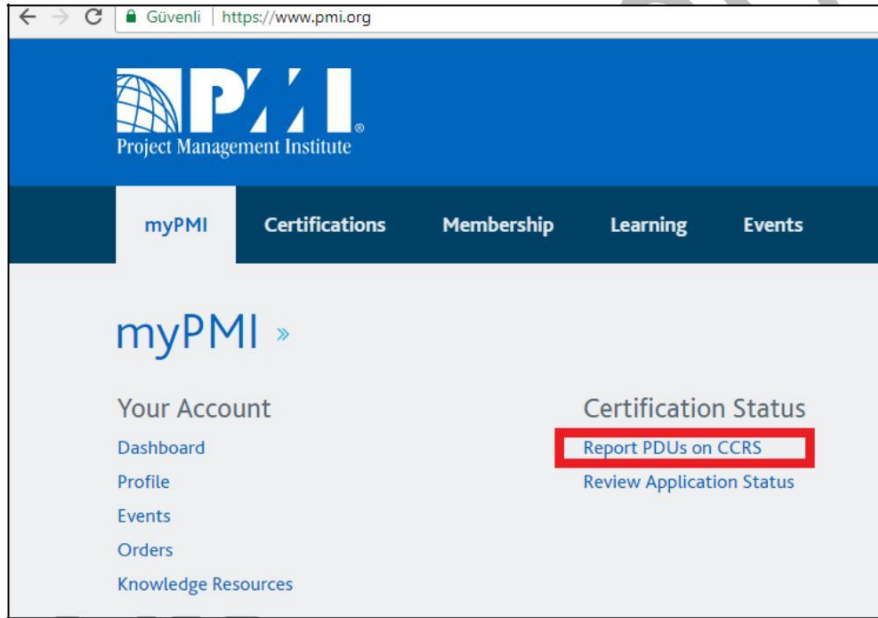 Güvenli | https://www.pmi.org
PMI®
Project Management Institute
myPMI Certifications Membership Learning Events
myPMI »
Your Account
Dashboard
Profile
Events
Orders
Knowledge Resources
Certification Status
Report PDUs on CCRS
Review Application Status